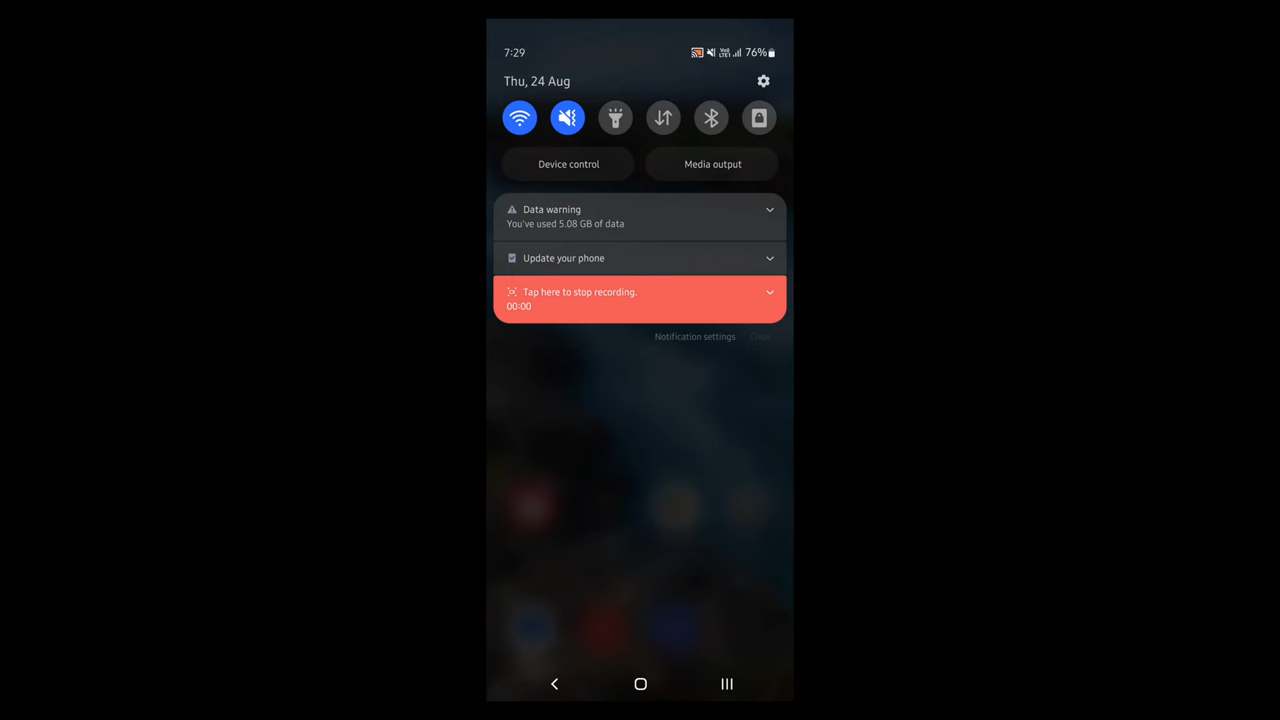 7:29
76%
Thu, 24 Aug
Device control
Media output
Data warning
You've used 5.08 GB of data
Update your phone
Tap here to stop recording.
00:00
Notification settings
Clear